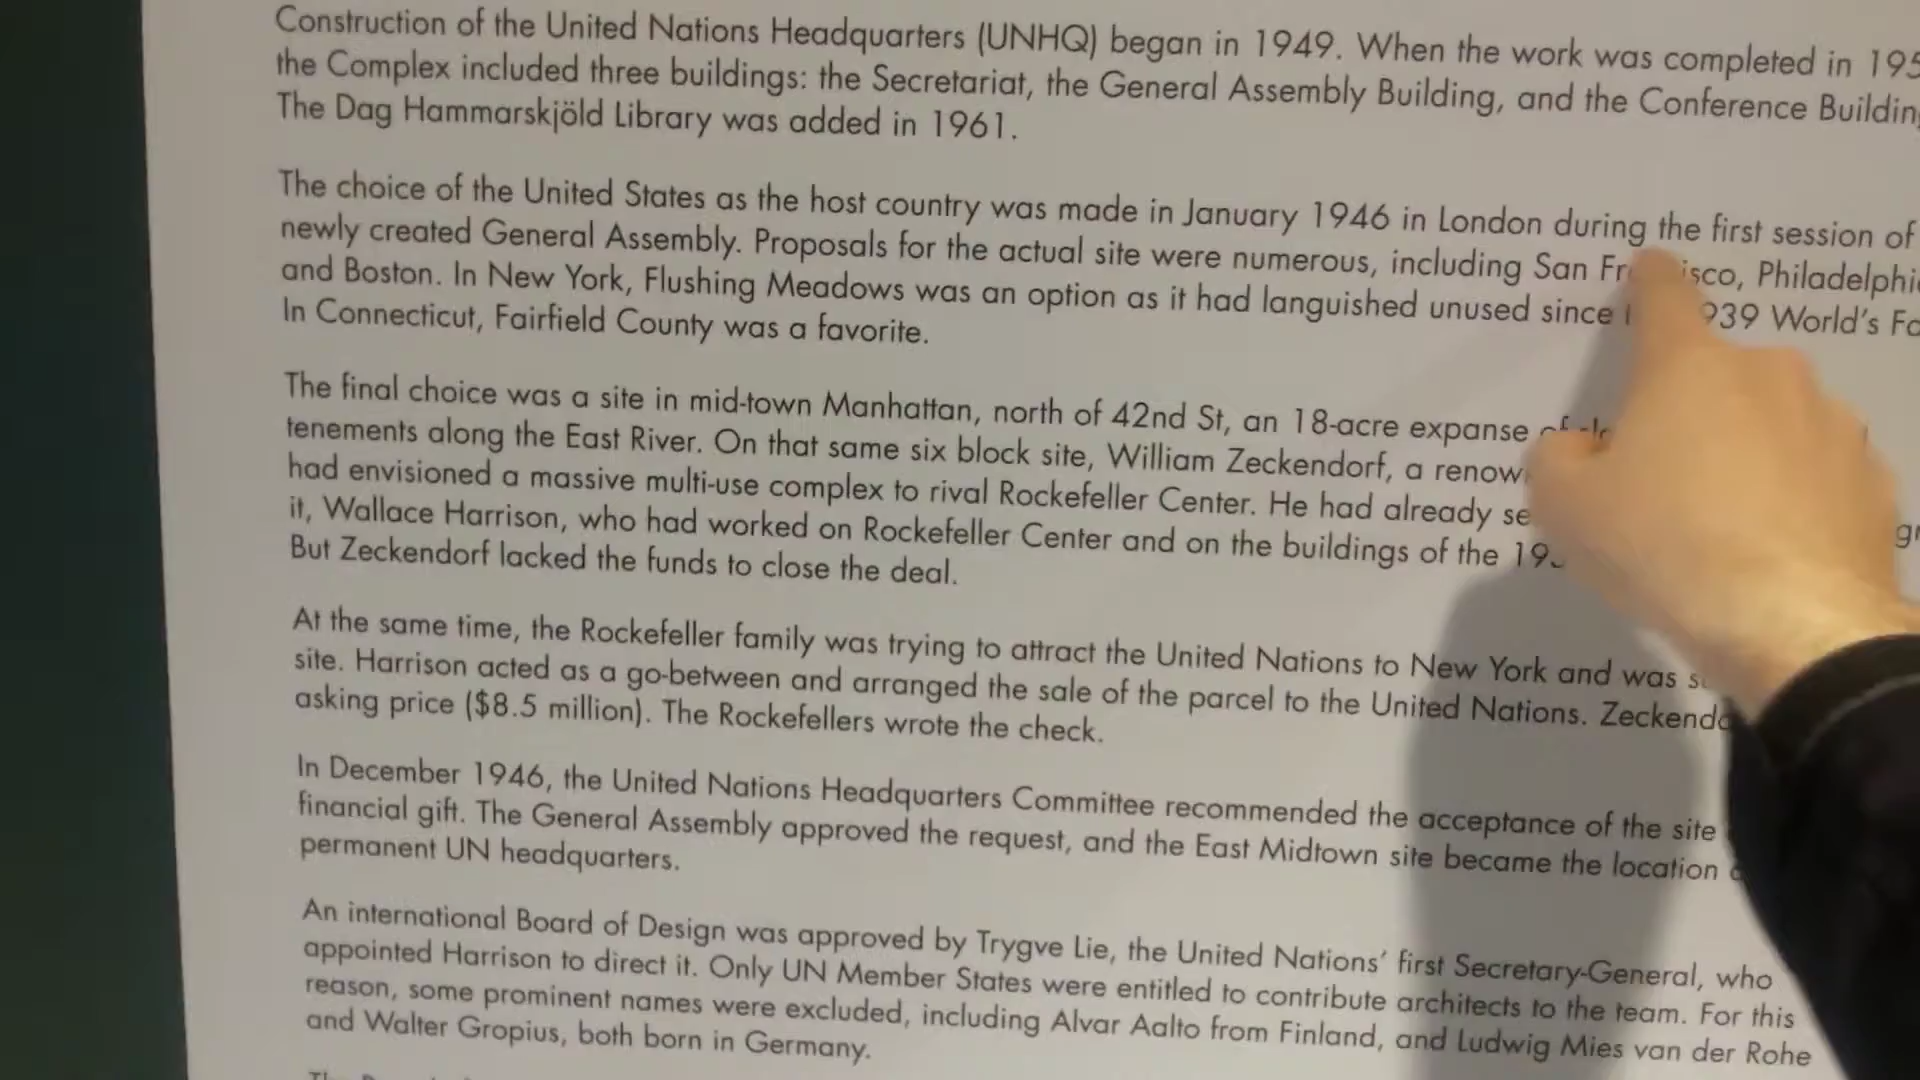 Construction of the United Nations Headquarters (UNHQ) began in 1949. When the work was completed in
the Complex included three buildings: the Secretariat, the General Assembly Building, and the Conference
The Dag Hammarskjöld Library was added in 1961.
The choice of the United States as the host country was made in January 1946 in London during the first session of
newly created General Assembly. Proposals for the actual site were numerous, including San
and Boston. In New York, Flushing Meadows was an option as it had languished unused since World's
In Connecticut, Fairfield County was a favorite.
The final choice was a site in mid-town Manhattan, north of 42nd St, an 18-acre expanse
tenements along the East River. On that same six block site, William Zeckendorf, a
had envisioned a massive multi-use complex to rival Rockefeller Center. He had already
it, Wallace Harrison, who had worked on Rockefeller Center and on the buildings of the
But Zeckendorf lacked the funds to close the deal.
At the same time, the Rockefeller family was trying to attract the United Nations to New York and was
site. Harrison acted as a go-between and arranged the sale of the parcel to the United Nations.
asking price ($8.5 million). The Rockefellers wrote the check.
In December 1946, the United Nations Headquarters Committee recommended the acceptance of the site
financial gift. The General Assembly approved the request, and the East Midtown site became the location
permanent UN headquarters.
An international Board of Design was approved by Trygve Lie, the United Nations' first Secretary-General, who
appointed Harrison to direct it. Only UN Member States were entitled to contribute architects to the team. For this
reason, some prominent names were excluded, including Alvar Aalto from Finland, and Ludwig Mies van der Rohe
and Walter Gropius, both born in Germany.